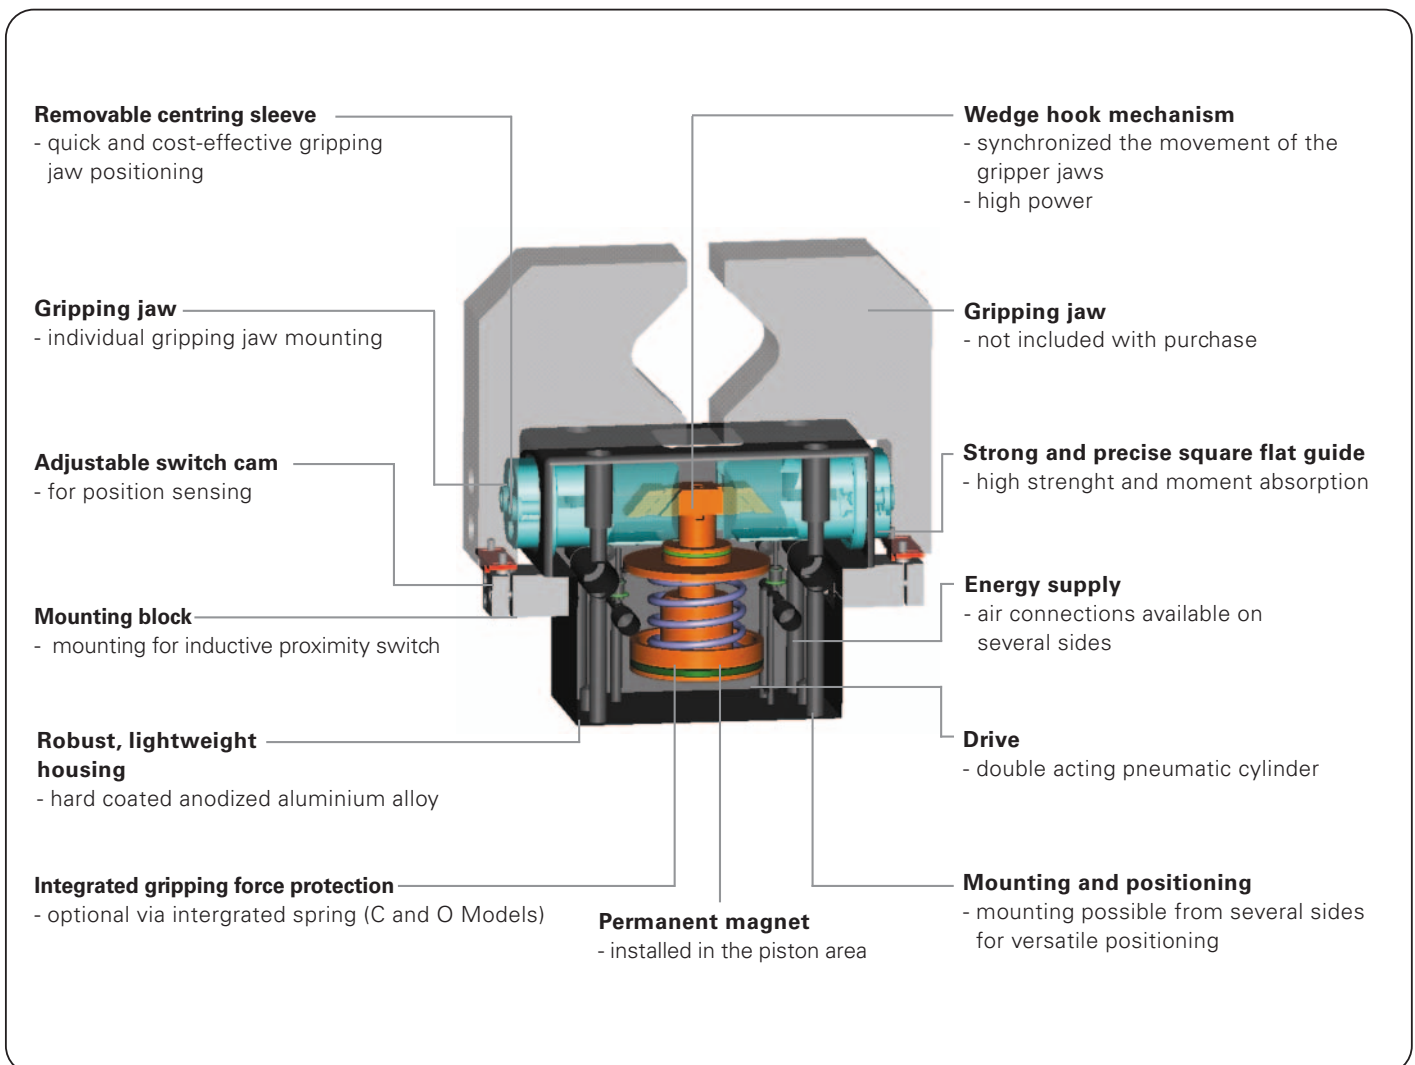 Removable centring sleeve
- quick and cost-effective gripping
jaw positioning
Gripping jaw
- individual gripping jaw mounting
Adjustable switch cam
- for position sensing
Mounting block
- mounting for inductive proximity switch
Robust, lightweight
housing
- hard coated anodized aluminium alloy
Integrated gripping force protection
- optional via intergrated spring (C and O Models)
Permanent magnet
- installed in the piston area
Wedge hook mechanism
- synchronized the movement of the
gripper jaws
- high power
Gripping jaw
- not included with purchase
Strong and precise square flat guide
- high strenght and moment absorption
Energy supply
- air connections available on
several sides
Drive
- double acting pneumatic cylinder
Mounting and positioning
- mounting possible from several sides
for versatile positioning